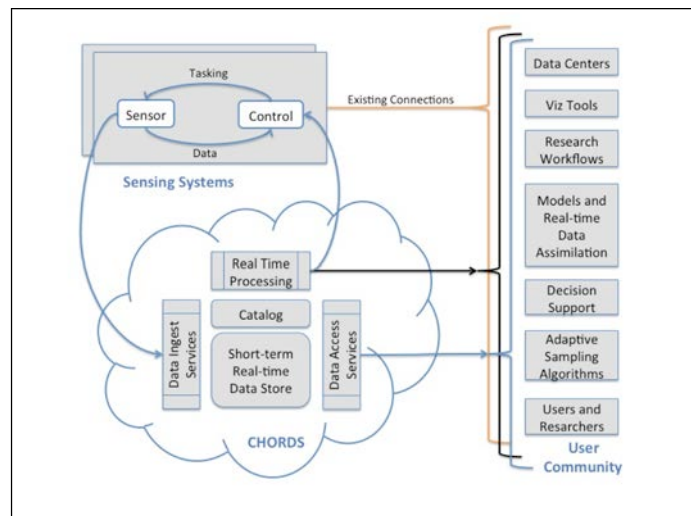 Tasking
Sensor
Control
Data
Sensing Systems
Existing Connections
Real Time
Processing
Catalog
Short-term
Real-time
Data Store
Data Ingest
Services
Data Access
Services
CHORDS
Data Centers
Viz Tools
Research
Workflows
Models and
Real-time
Data
Assimilation
Decision
Support
Adaptive
Sampling
Algorithms
Users and
Resarchers
User
Community